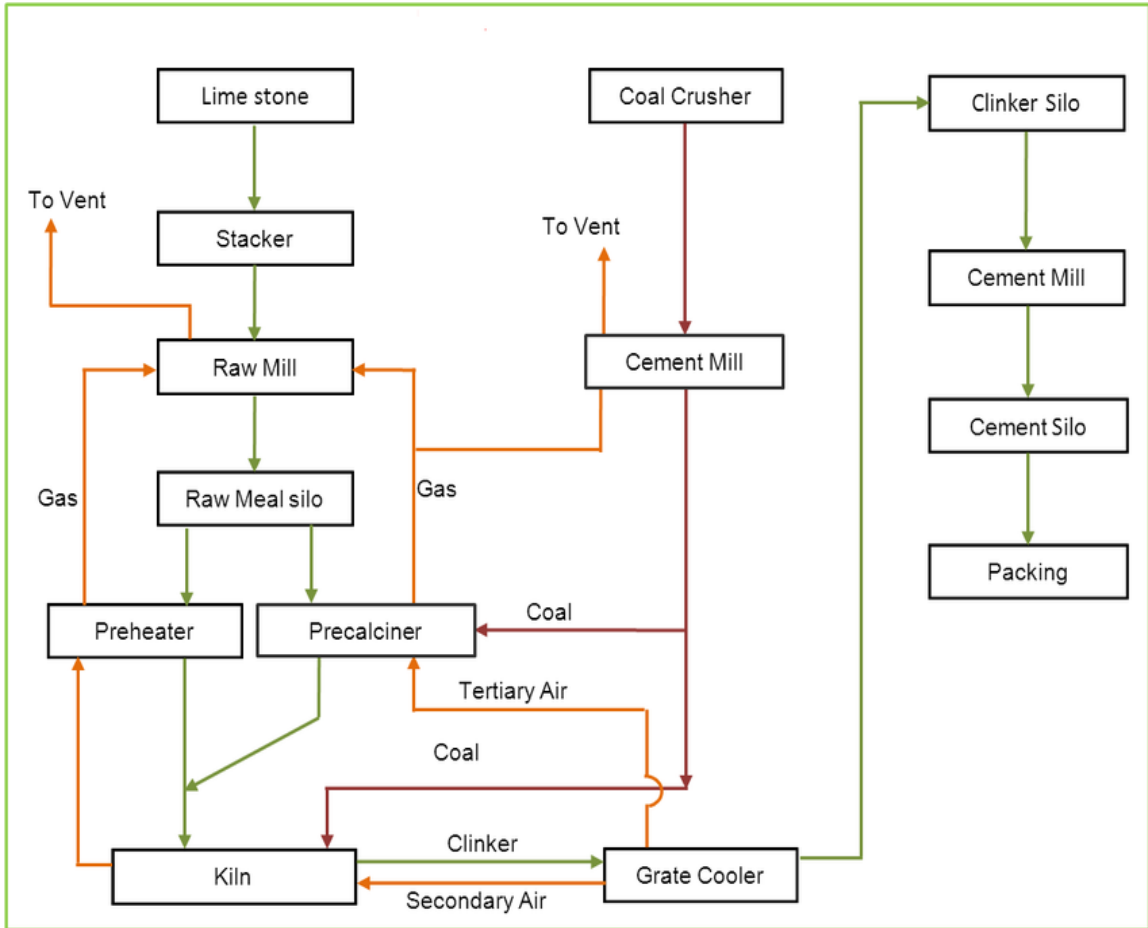 Lime stone
Coal Crusher
Clinker Silo
To Vent
Stacker
To Vent
Cement Mill
Raw Mill
Cement Mill
Cement Silo
Gas
Raw Meal silo
Gas
Packing
Preheater
Precalciner
Coal
Tertiary Air
Coal
Clinker
Kiln
Grate Cooler
Secondary Air